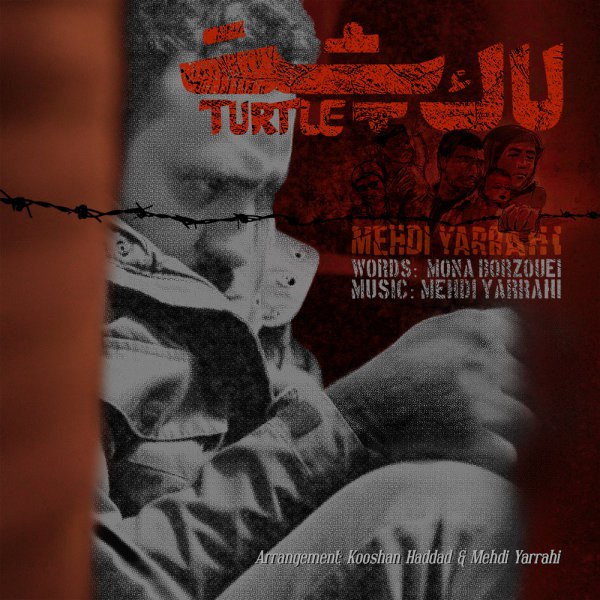 لاک پشت
TURTLE
MEHDI YARRAHI
WORDS: MONA BORZOUEI
MUSIC: MEHDI YARRAHI
Arrangement: Kooshan Haddad & Mehdi Yarrahi